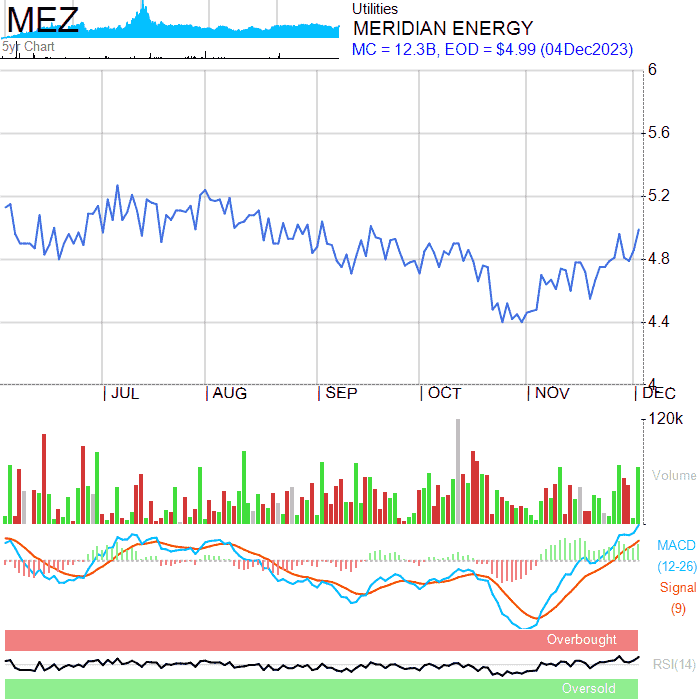 MEZ
5yr Chart
Utilities
MERIDIAN ENERGY
MC = 12.3B, EOD = $4.99 (04Dec2023)
6
5.6
5.2
4.8
4.4
4
JUL AUG SEP OCT NOV DEC
120k
Volume
MACD
(12-26)
Signal
(9)
Overbought
RSI(14)
Oversold